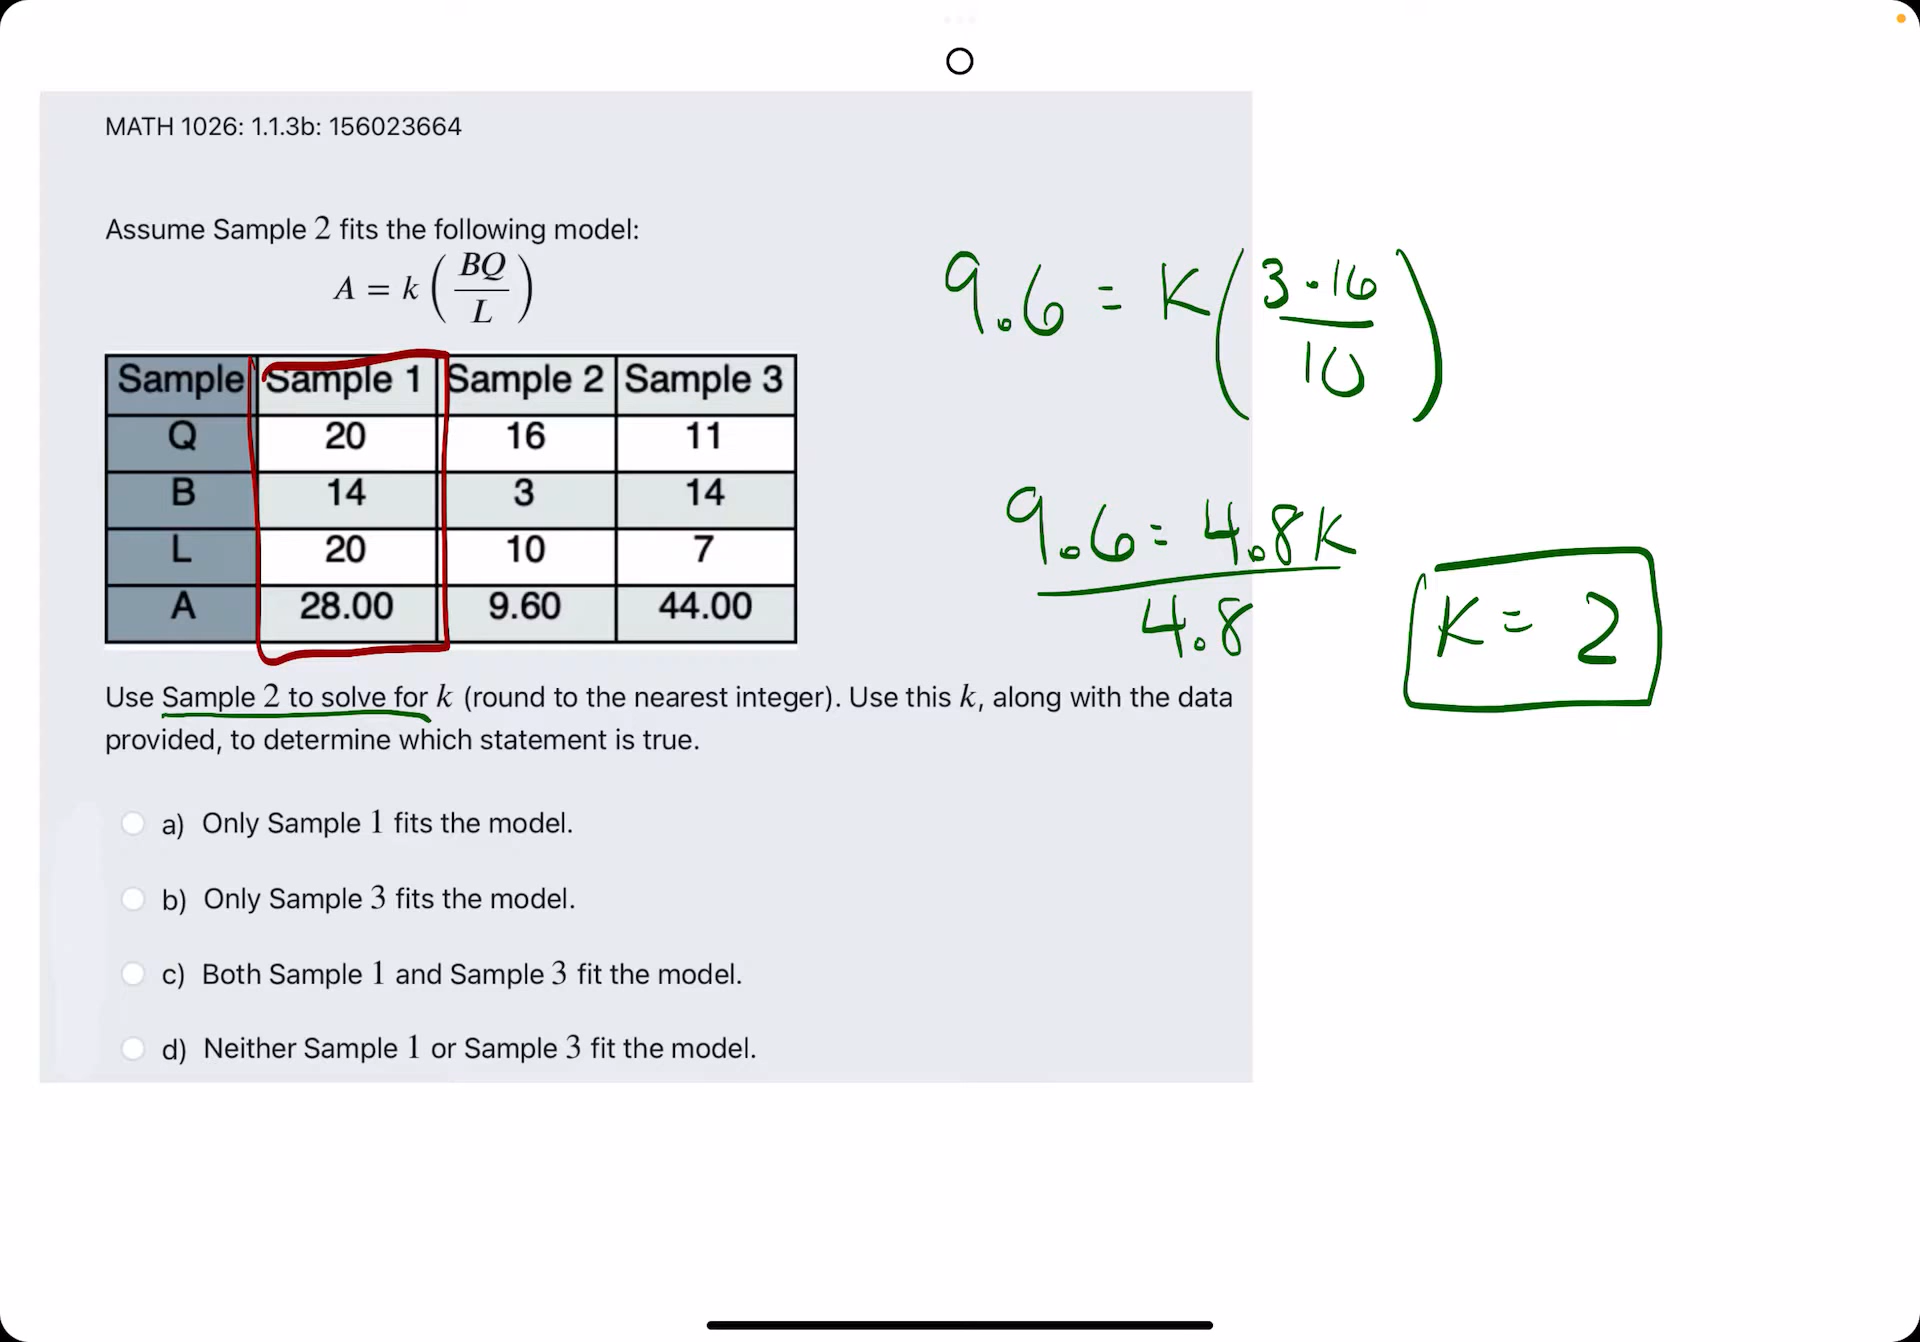 MATH 1026: 1.1.3b: 156023664
Assume Sample 2 fits the following model:
A = k (BQ/L)
Sample Sample 1 Sample 2 Sample 3
Q 20 16 11
B 14 3 14
L 20 10 7
A 28.00 9.60 44.00
Use Sample 2 to solve for k (round to the nearest integer). Use this k, along with the data
provided, to determine which statement is true.
a) Only Sample 1 fits the model.
b) Only Sample 3 fits the model.
c) Both Sample 1 and Sample 3 fit the model.
d) Neither Sample 1 or Sample 3 fit the model.
9.6 = K(3·16/10)
9.6 = 4.8K
4.8
K = 2